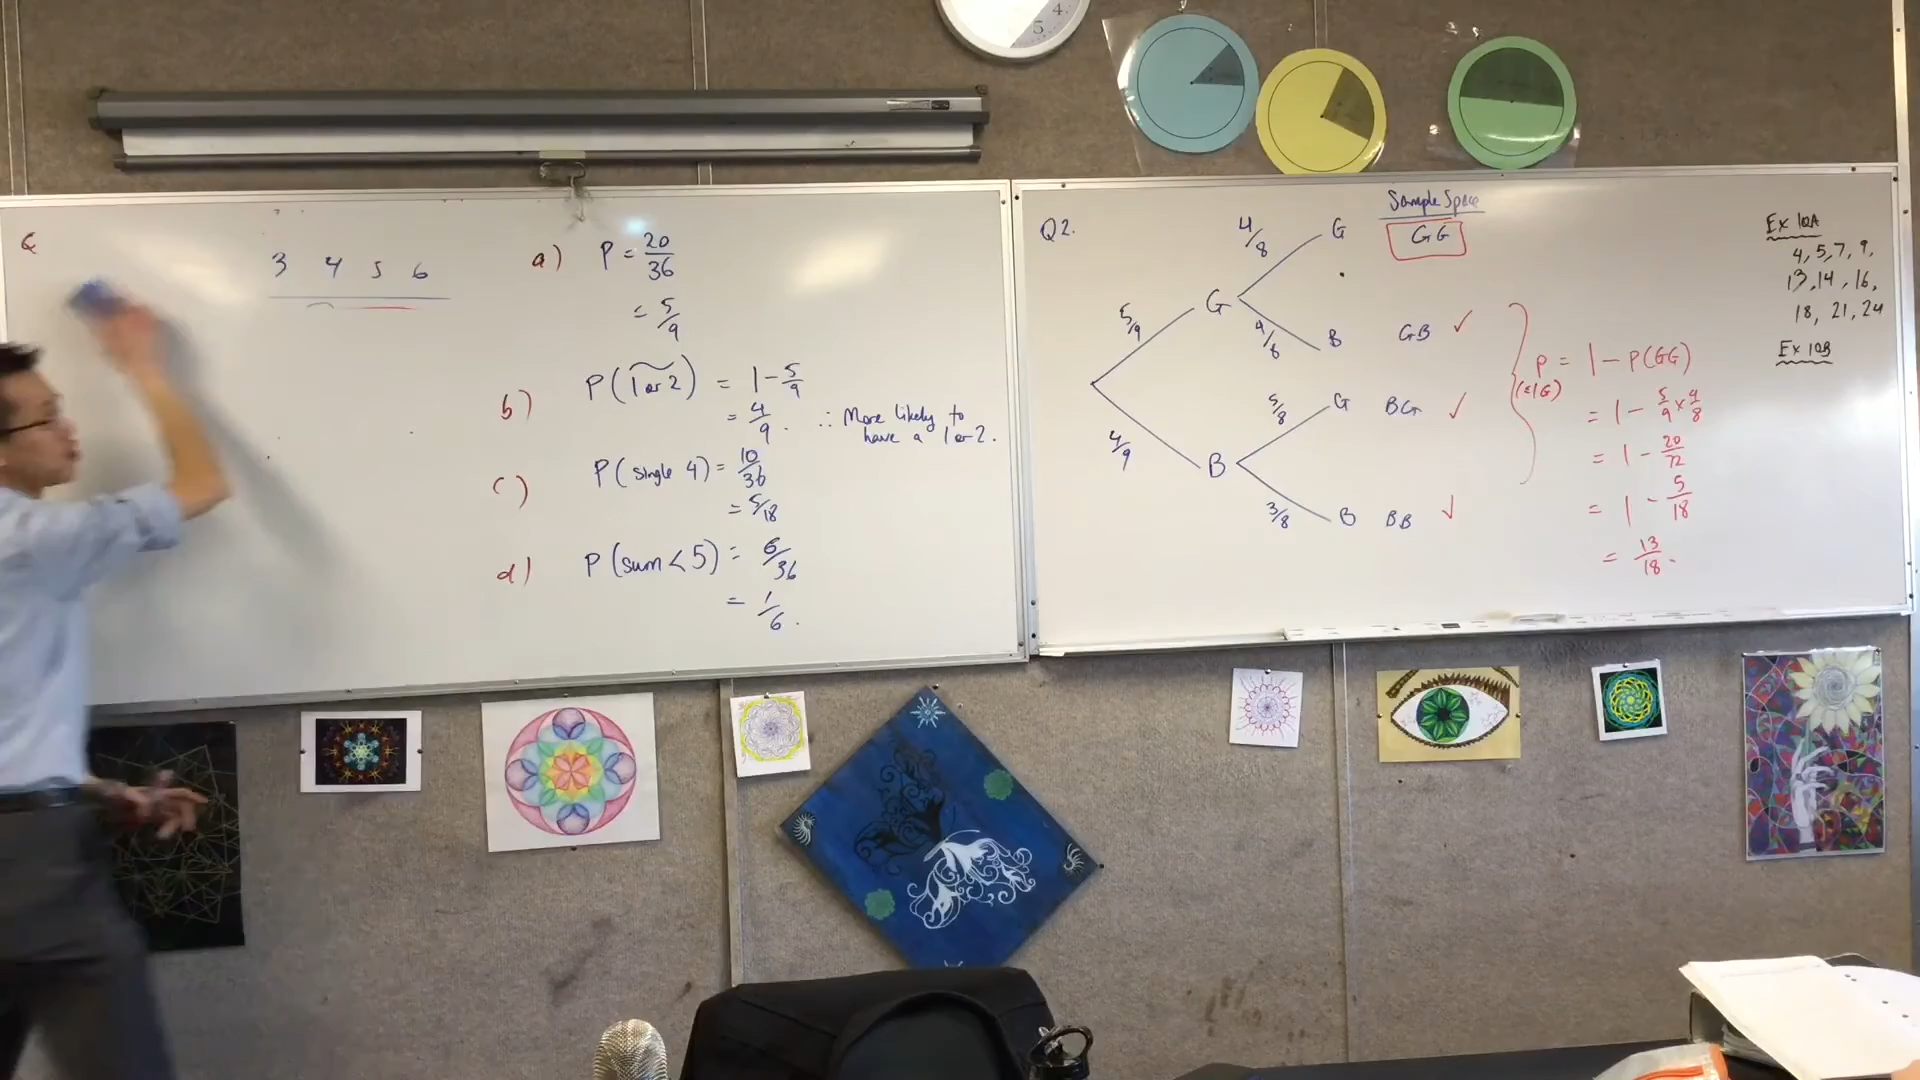 Q
3 4 5 6
a) P = 20/36
= 5/9
b) P(1 or 2) = 1 - 5/9
= 4/9. ∴ More likely to have a 1 or 2.
c) P(single 4) = 10/36
= 5/18
d) P(sum < 5) = 6/36
= 1/6.
Q2.
Sample Space
4/8 G GG
5/9 G
4/8 B GB ✓
5/8 G BG ✓
4/9 B
3/8 B BB ✓
P(≤1G) = 1 - P(GG)
= 1 - 5/9 × 4/8
= 1 - 20/72
= 1 - 5/18
= 13/18.
Ex 10A
4, 5, 7, 9,
13, 14, 16,
18, 21, 24
Ex 10B
4
5